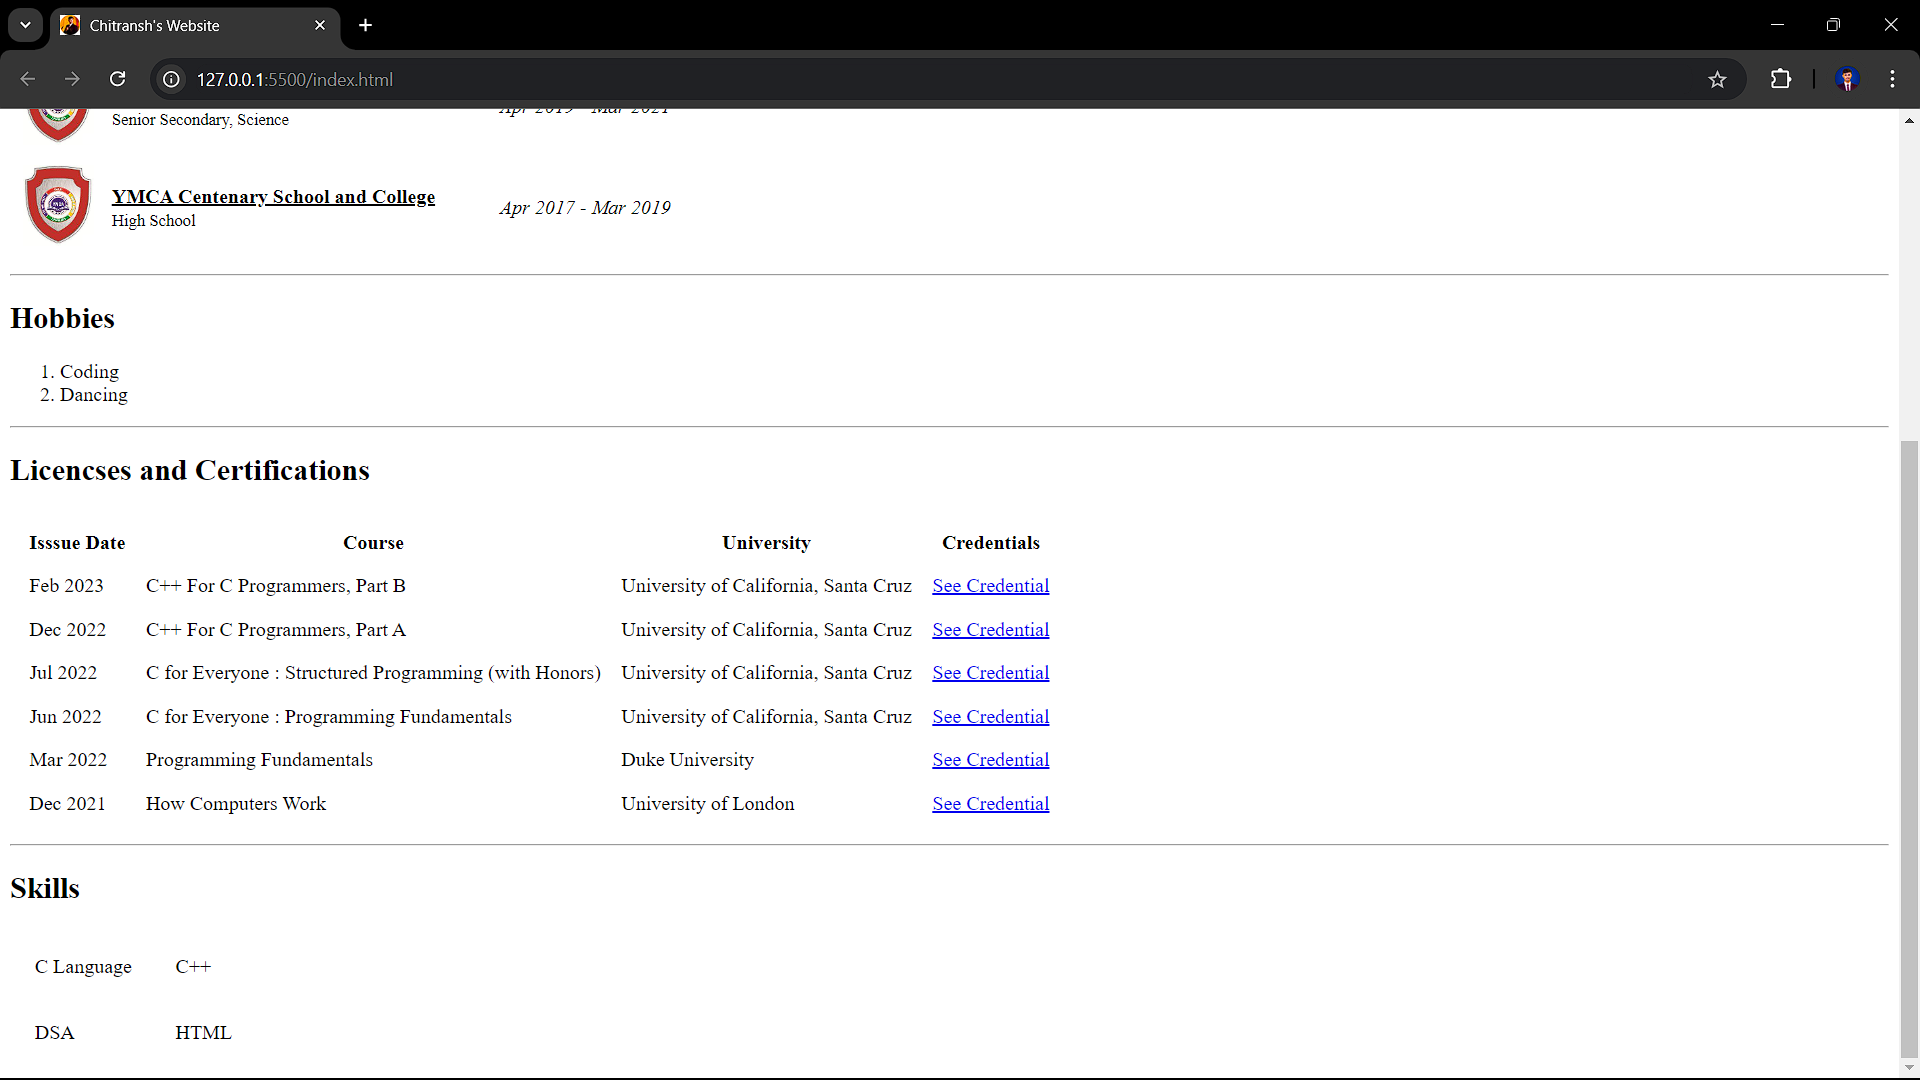 Chitransh's Website
127.0.0.1:5500/index.html
Senior Secondary, Science
Apr 2019 - Mar 2021
YMCA Centenary School and College
Apr 2017 - Mar 2019
High School
Hobbies
1. Coding
2. Dancing
Licencses and Certifications
Isssue Date Course University Credentials
Feb 2023 C++ For C Programmers, Part B University of California, Santa Cruz See Credential
Dec 2022 C++ For C Programmers, Part A University of California, Santa Cruz See Credential
Jul 2022 C for Everyone : Structured Programming (with Honors) University of California, Santa Cruz See Credential
Jun 2022 C for Everyone : Programming Fundamentals University of California, Santa Cruz See Credential
Mar 2022 Programming Fundamentals Duke University See Credential
Dec 2021 How Computers Work University of London See Credential
Skills
C Language C++
DSA HTML